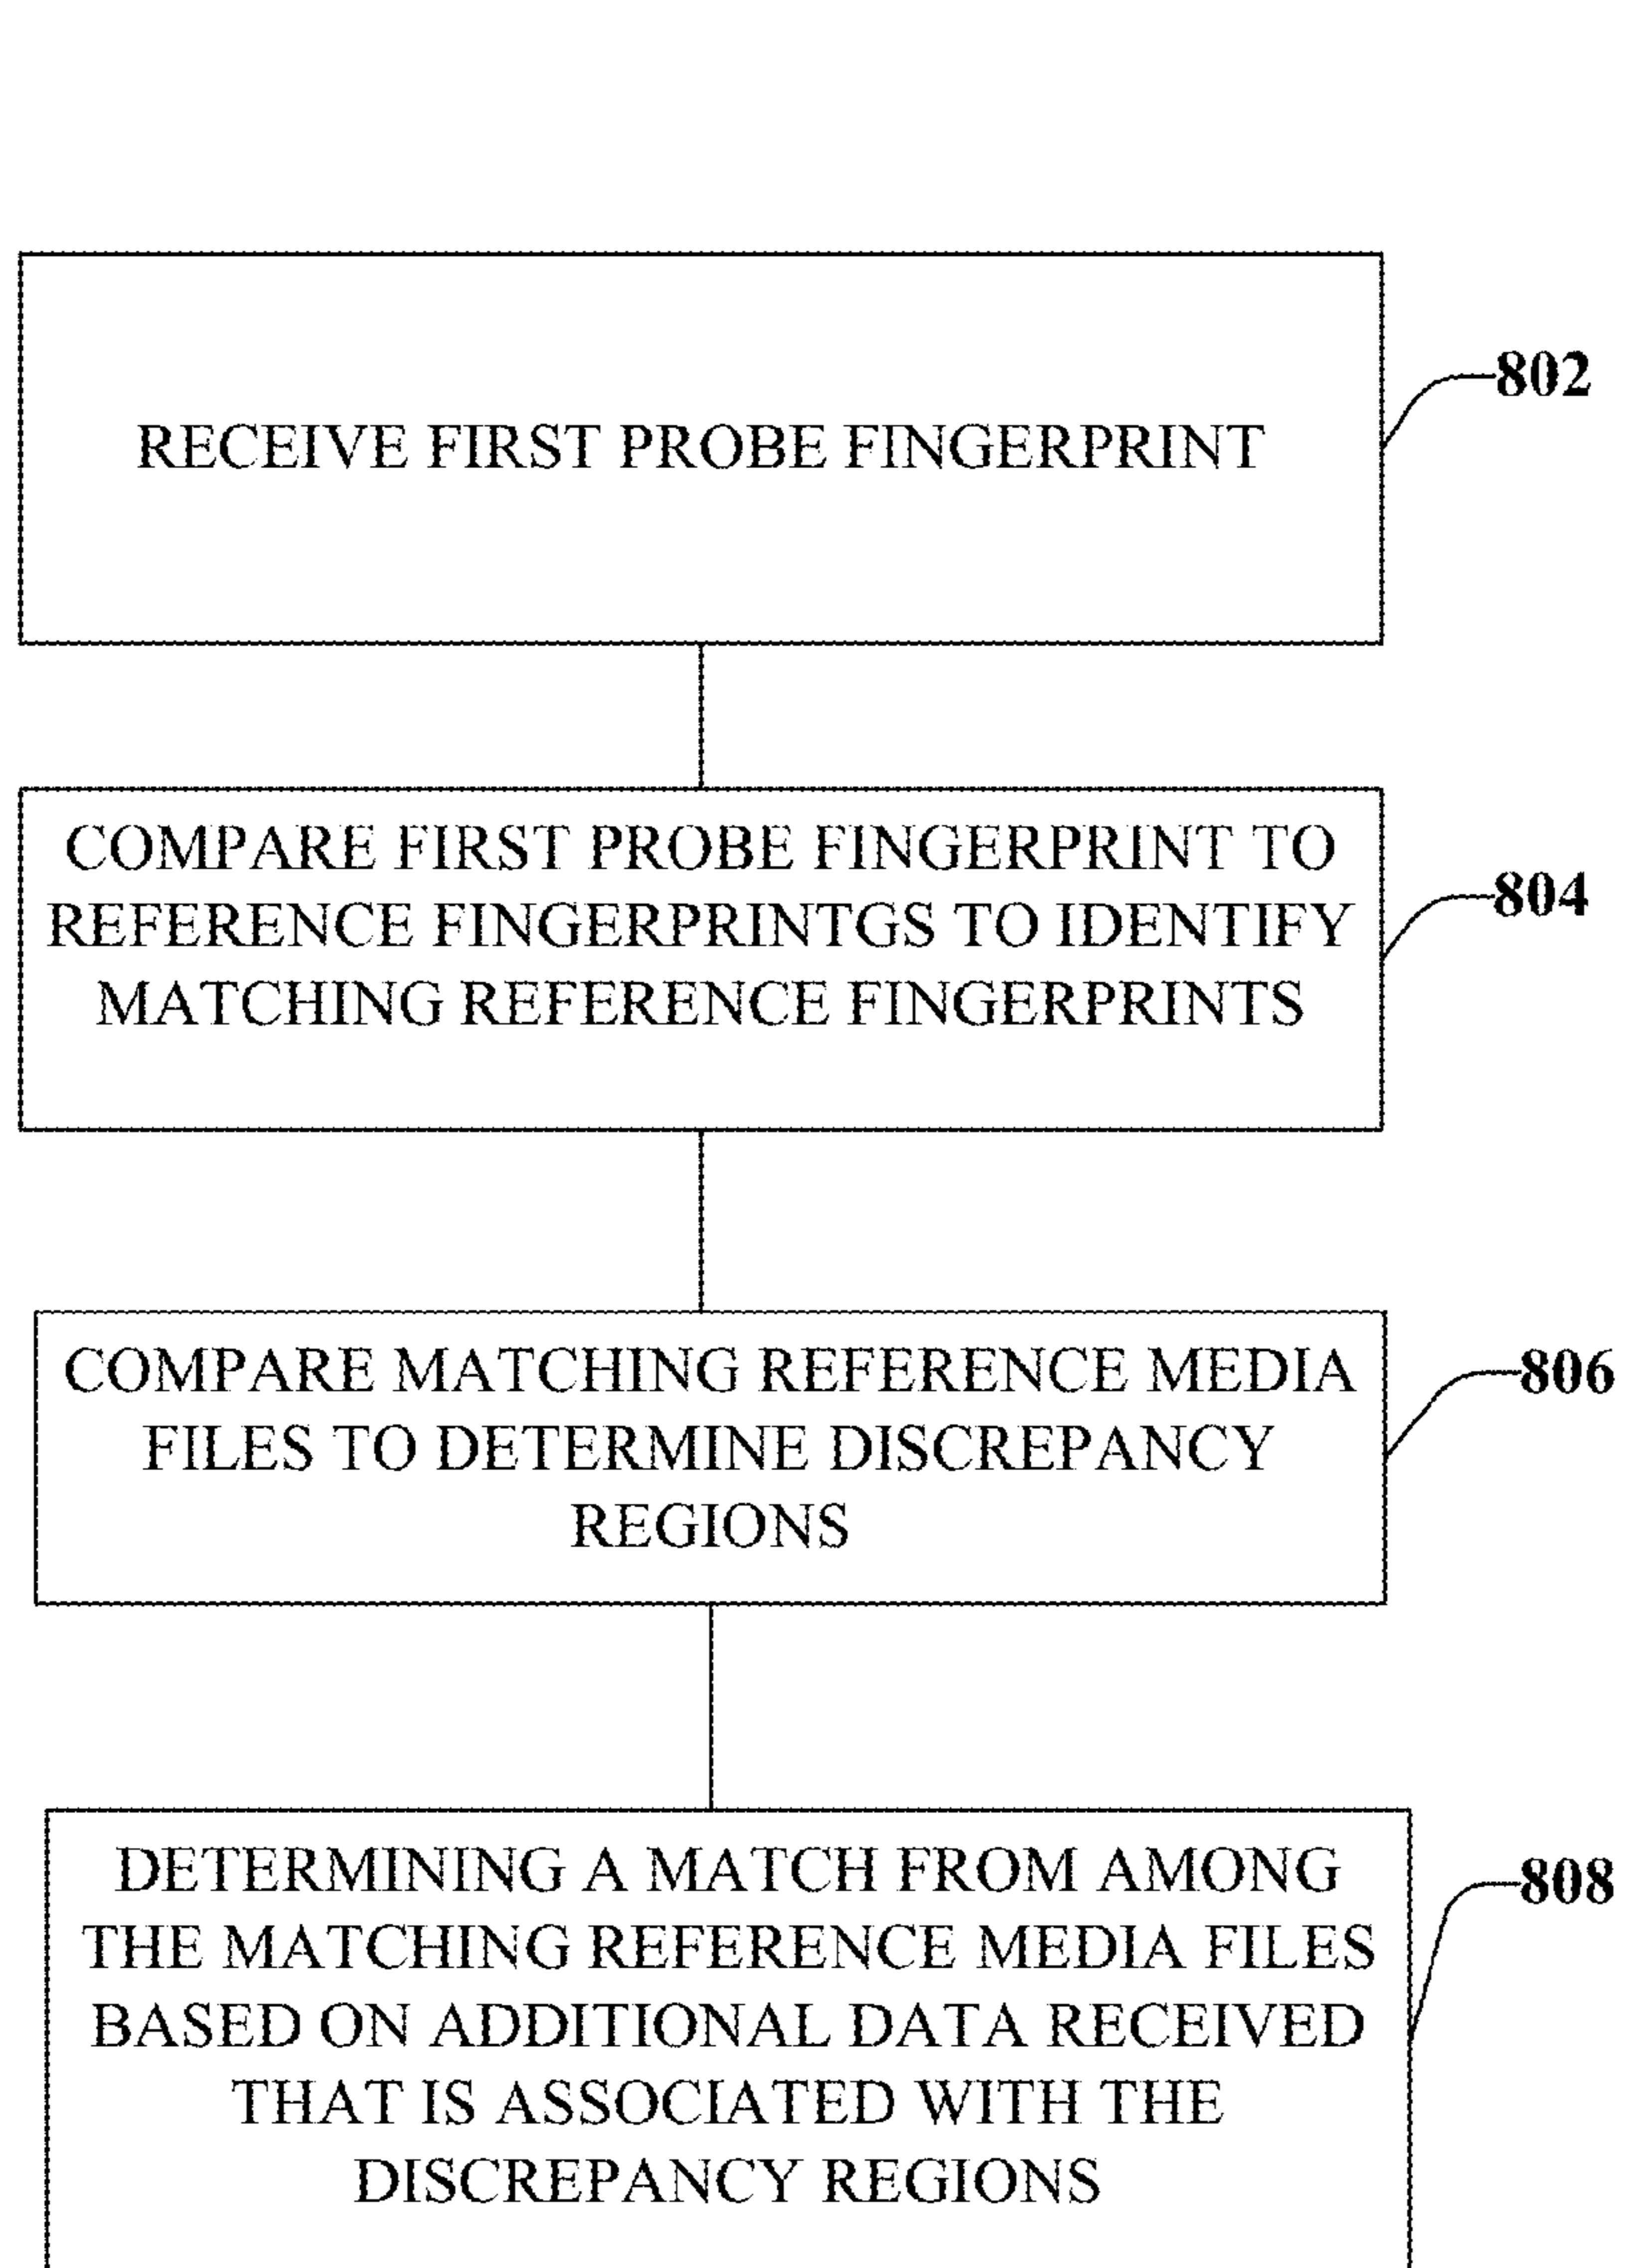 RECEIVE FIRST PROBE FINGERPRINT
802
COMPARE FIRST PROBE FINGERPRINT TO
REFERENCE FINGERPRINTGS TO IDENTIFY
MATCHING REFERENCE FINGERPRINTS
804
COMPARE MATCHING REFERENCE MEDIA
FILES TO DETERMINE DISCREPANCY
REGIONS
806
DETERMINING A MATCH FROM AMONG
THE MATCHING REFERENCE MEDIA FILES
BASED ON ADDITIONAL DATA RECEIVED
THAT IS ASSOCIATED WITH THE
DISCREPANCY REGIONS
808